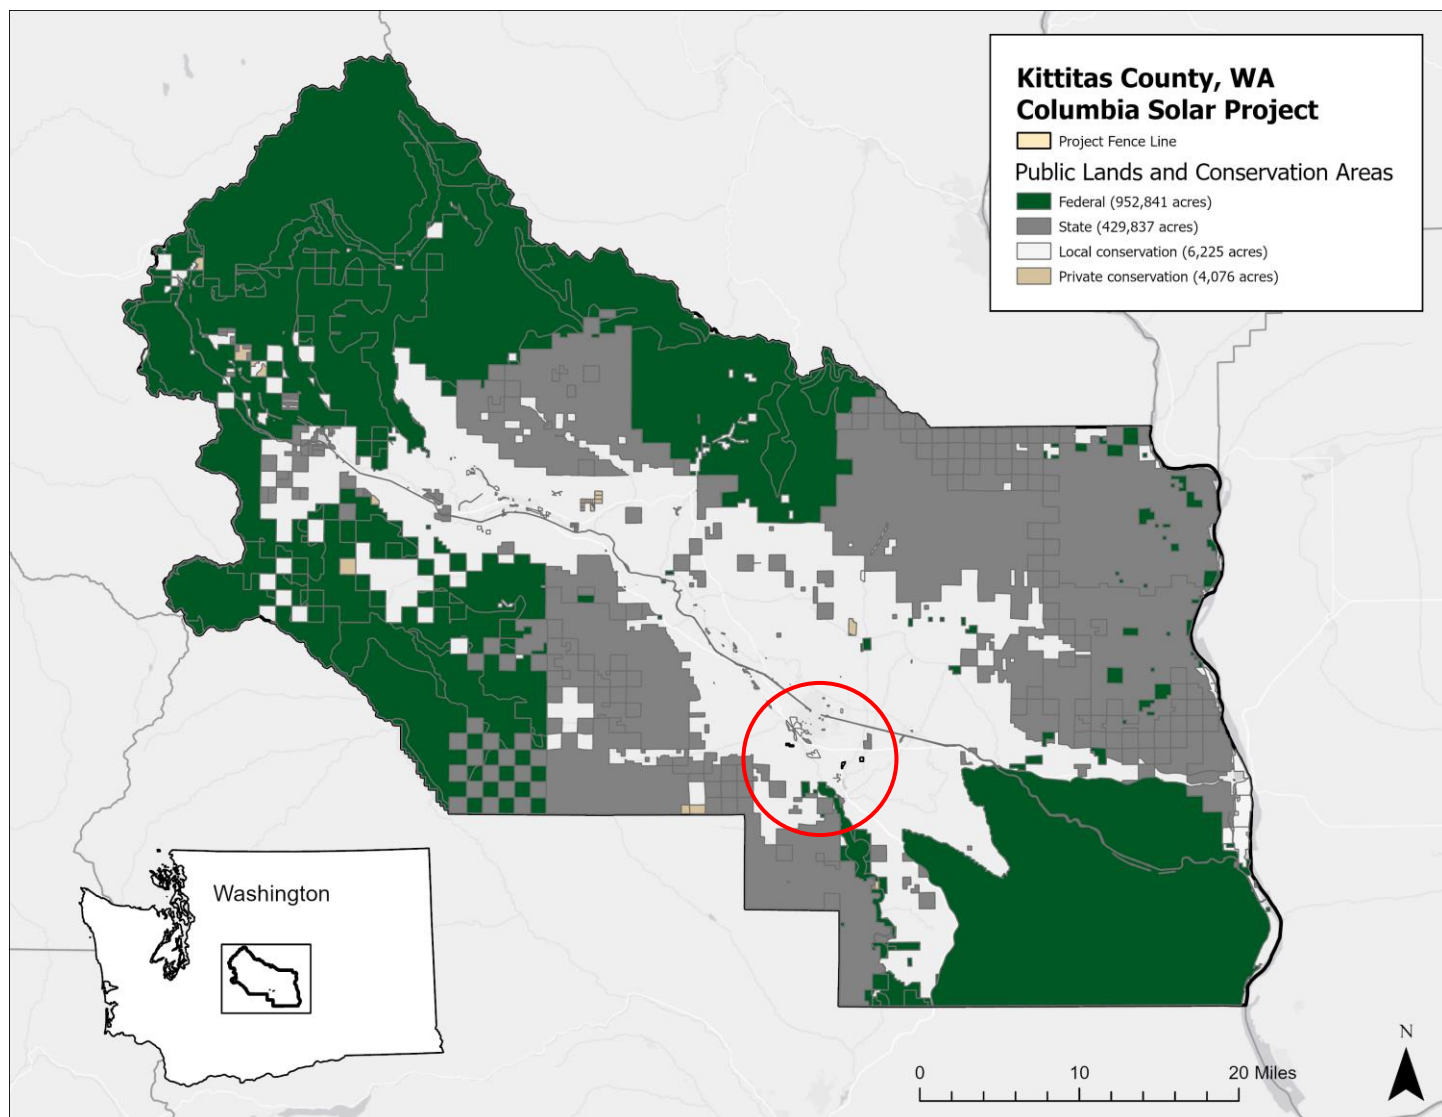 Kittitas County, WA
Columbia Solar Project
Project Fence Line
Public Lands and Conservation Areas
Federal (952,841 acres)
State (429,837 acres)
Local conservation (6,225 acres)
Private conservation (4,076 acres)
Washington
N
0 10 20 Miles